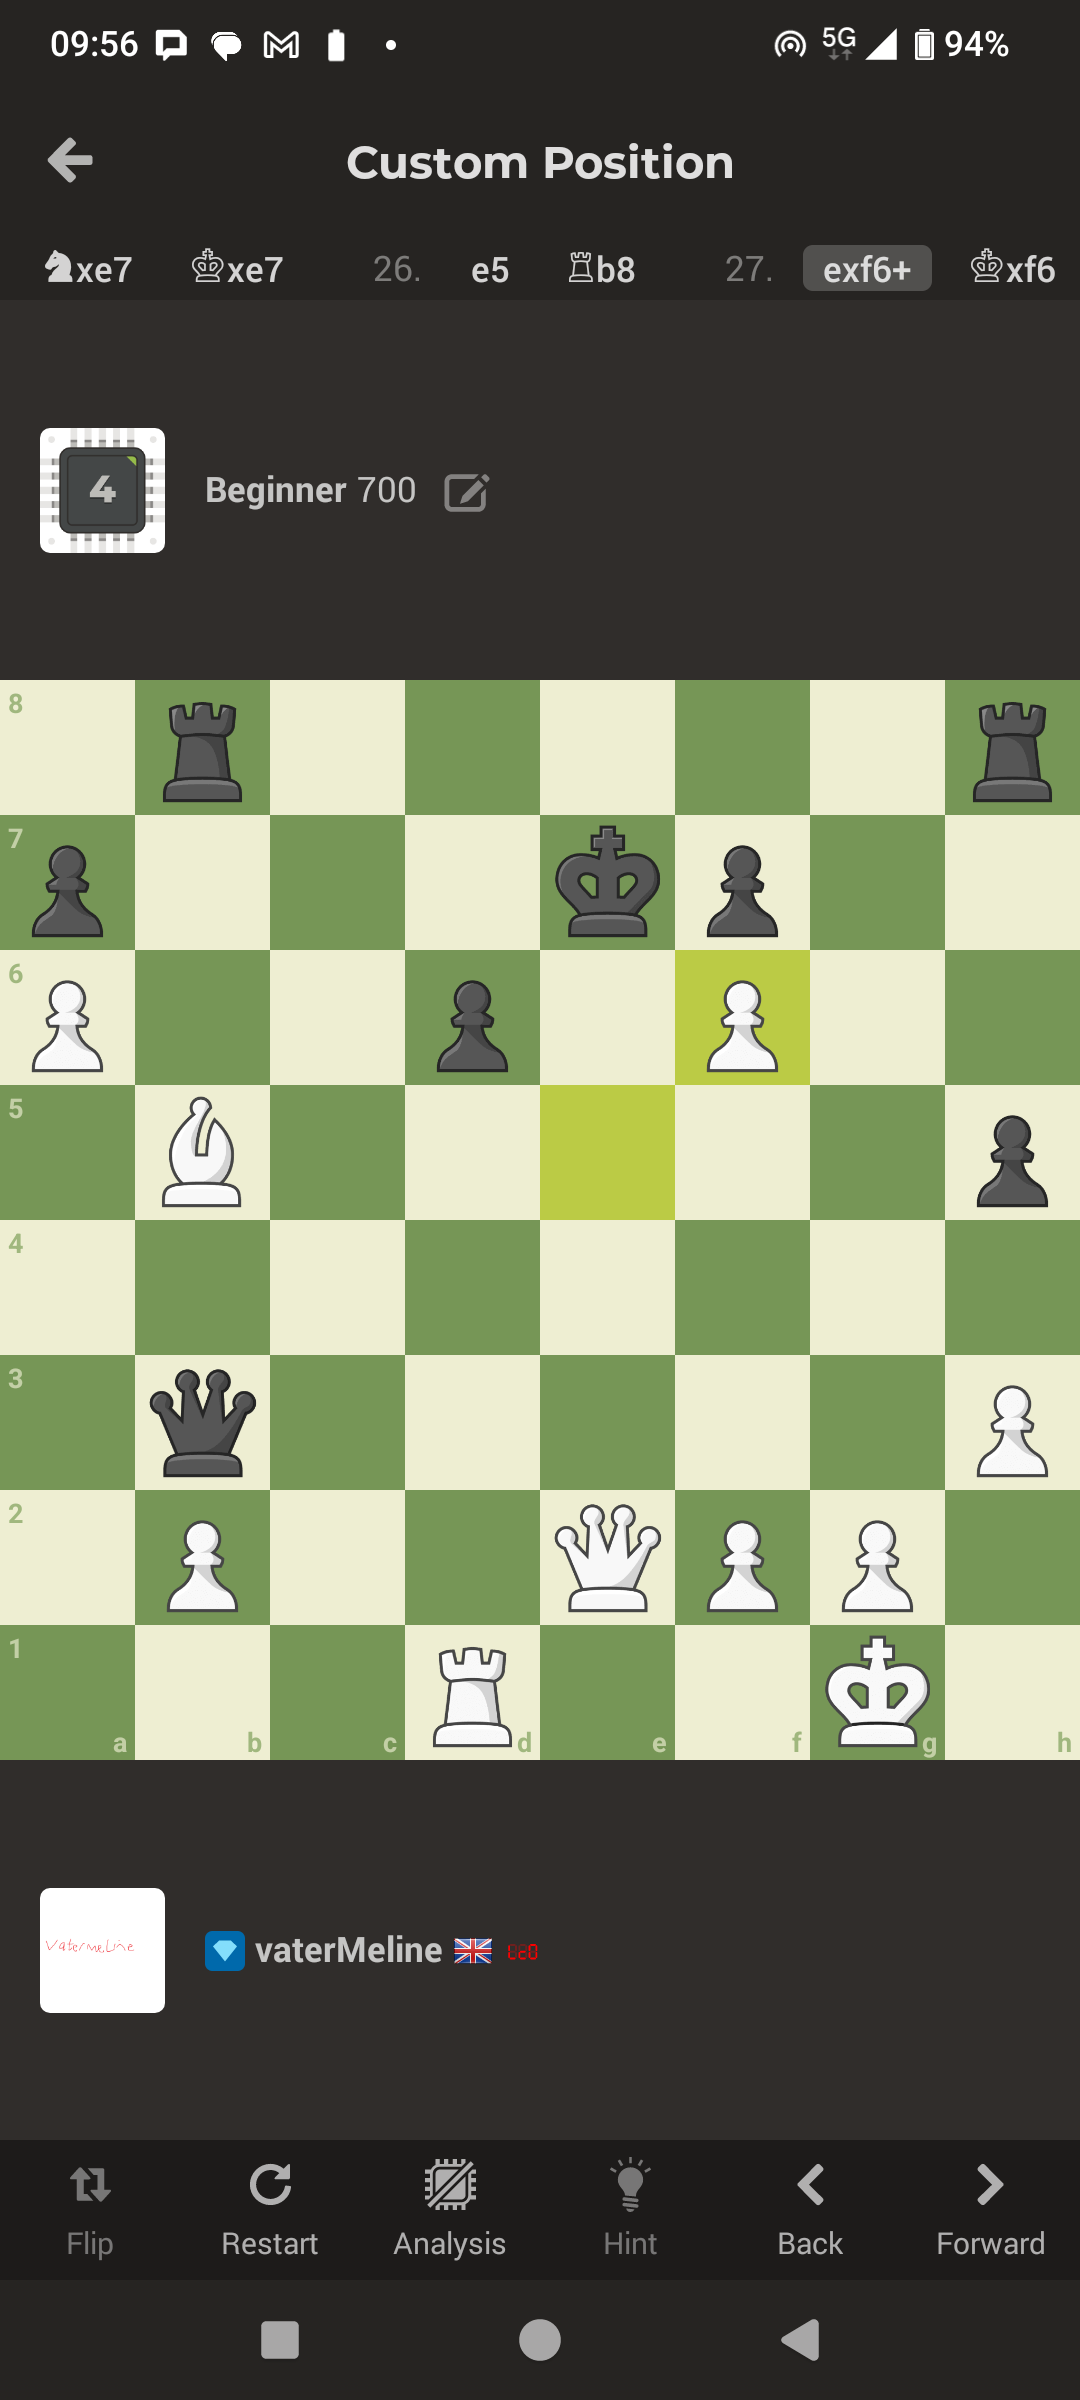 09:56 5G 94%
Custom Position
xe7 xe7 26. e5 b8 27. exf6+ xf6
4 Beginner 700
8
7
6
5
4
3
2
1
a b c d e f g h
VaterMeline vaterMeline
Flip Restart Analysis Hint Back Forward